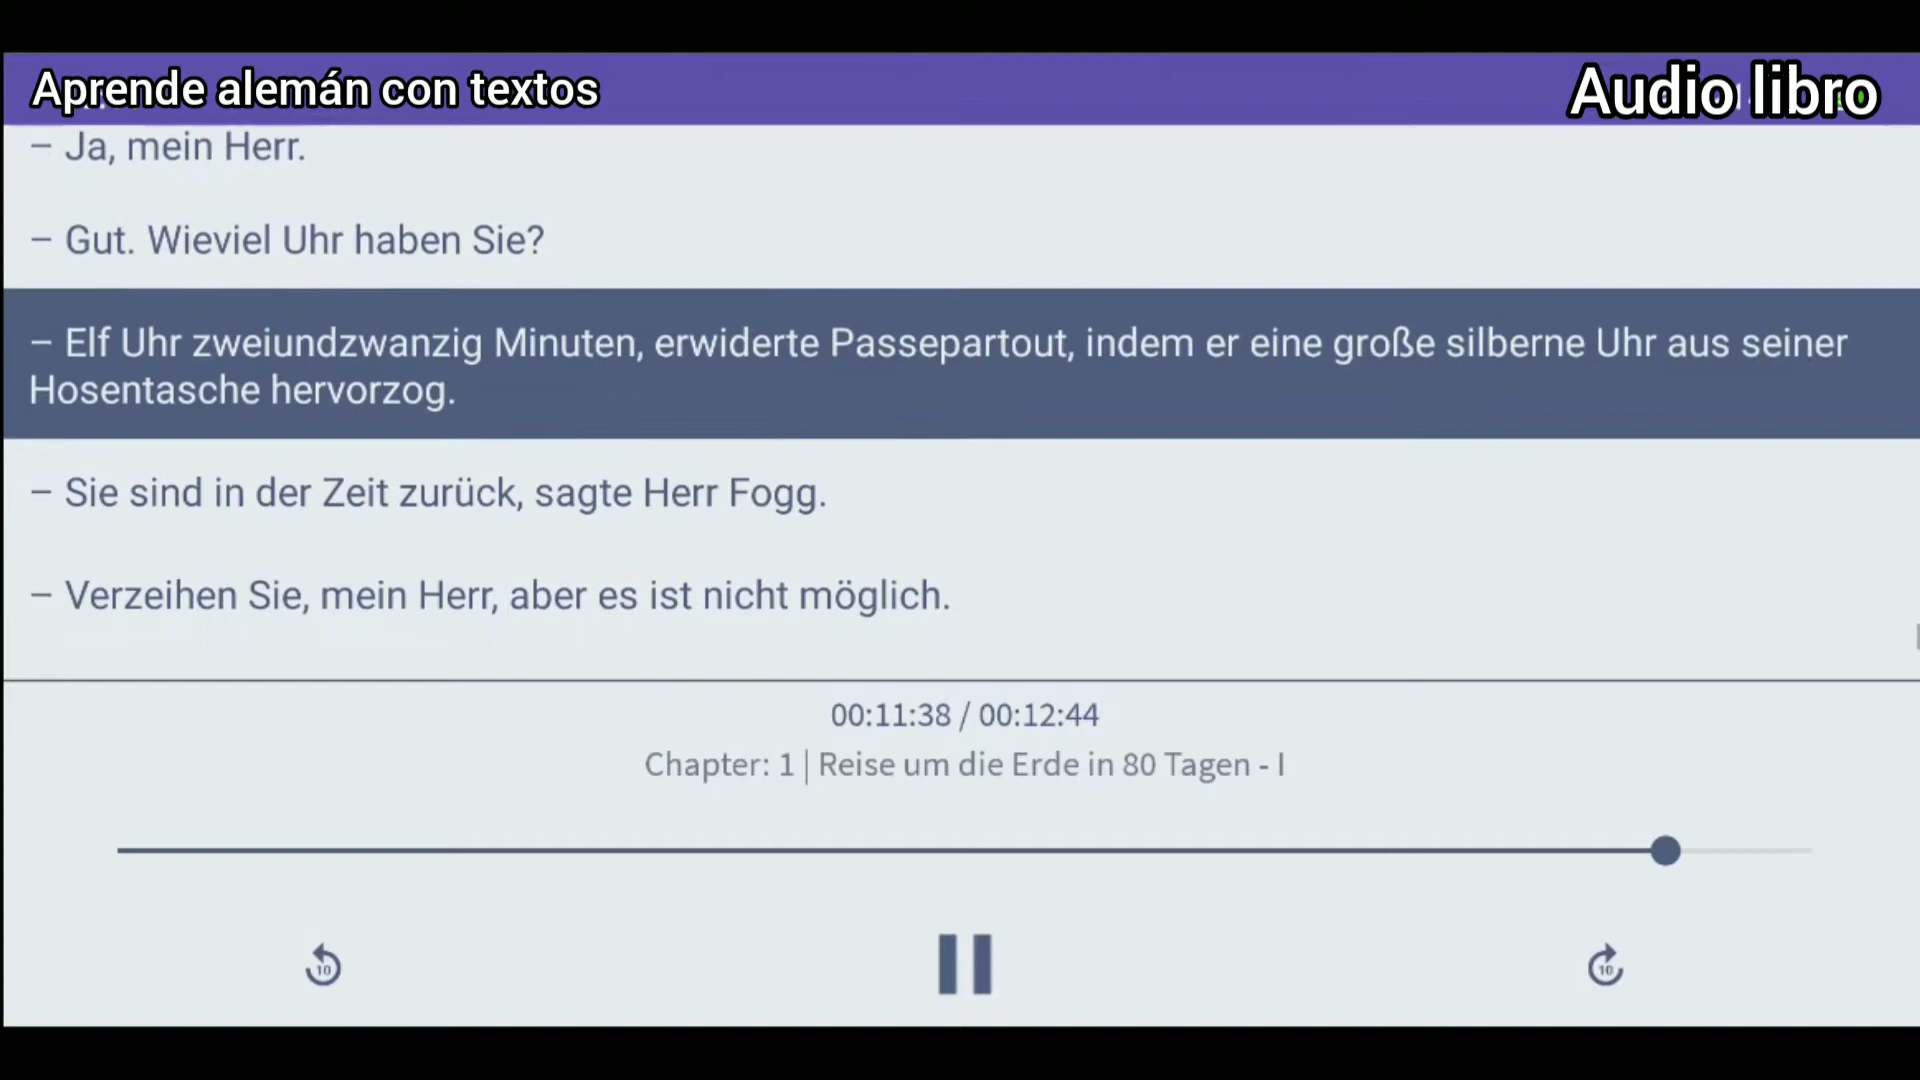 Aprende alemán con textos
Audio libro
– Ja, mein Herr.
– Gut. Wieviel Uhr haben Sie?
– Elf Uhr zweiundzwanzig Minuten, erwiderte Passepartout, indem er eine große silberne Uhr aus seiner
Hosentasche hervorzog.
– Sie sind in der Zeit zurück, sagte Herr Fogg.
– Verzeihen Sie, mein Herr, aber es ist nicht möglich.
00:11:38 / 00:12:44
Chapter: 1 | Reise um die Erde in 80 Tagen - I
10
10